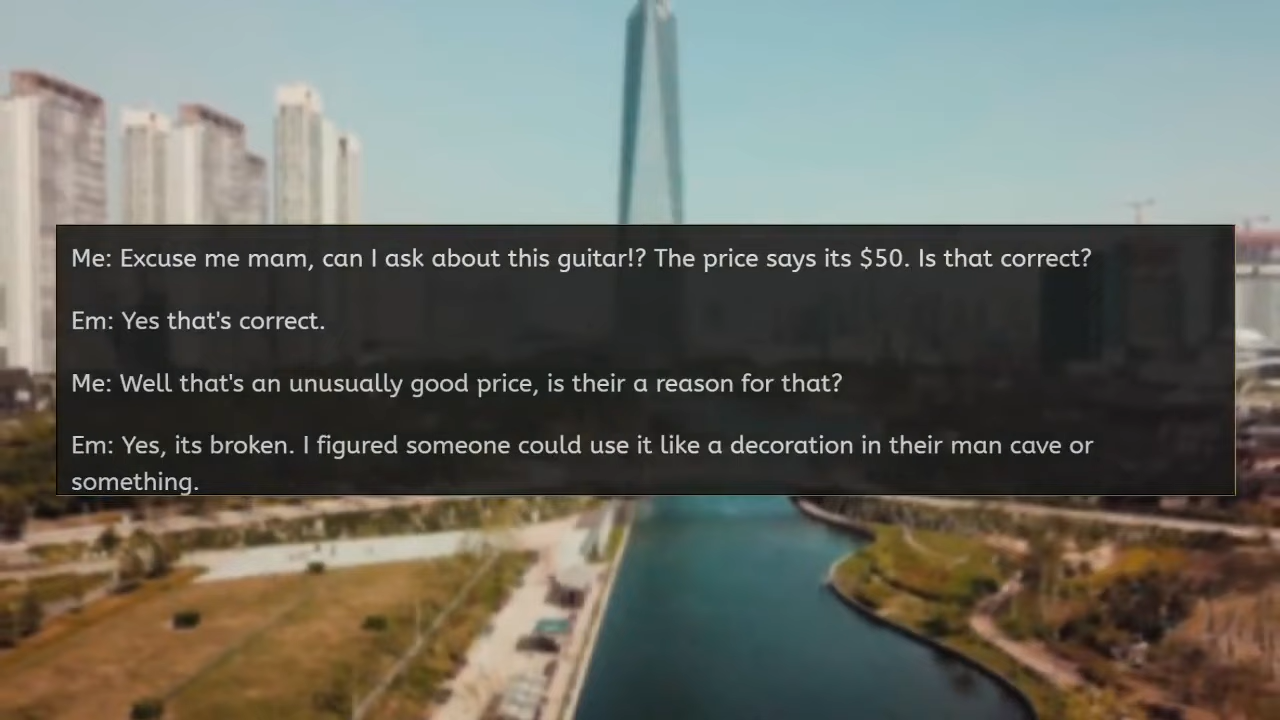 Me: Excuse me mam, can I ask about this guitar!? The price says its $50. Is that correct?
Em: Yes that's correct.
Me: Well that's an unusually good price, is their a reason for that?
Em: Yes, its broken. I figured someone could use it like a decoration in their man cave or
something.